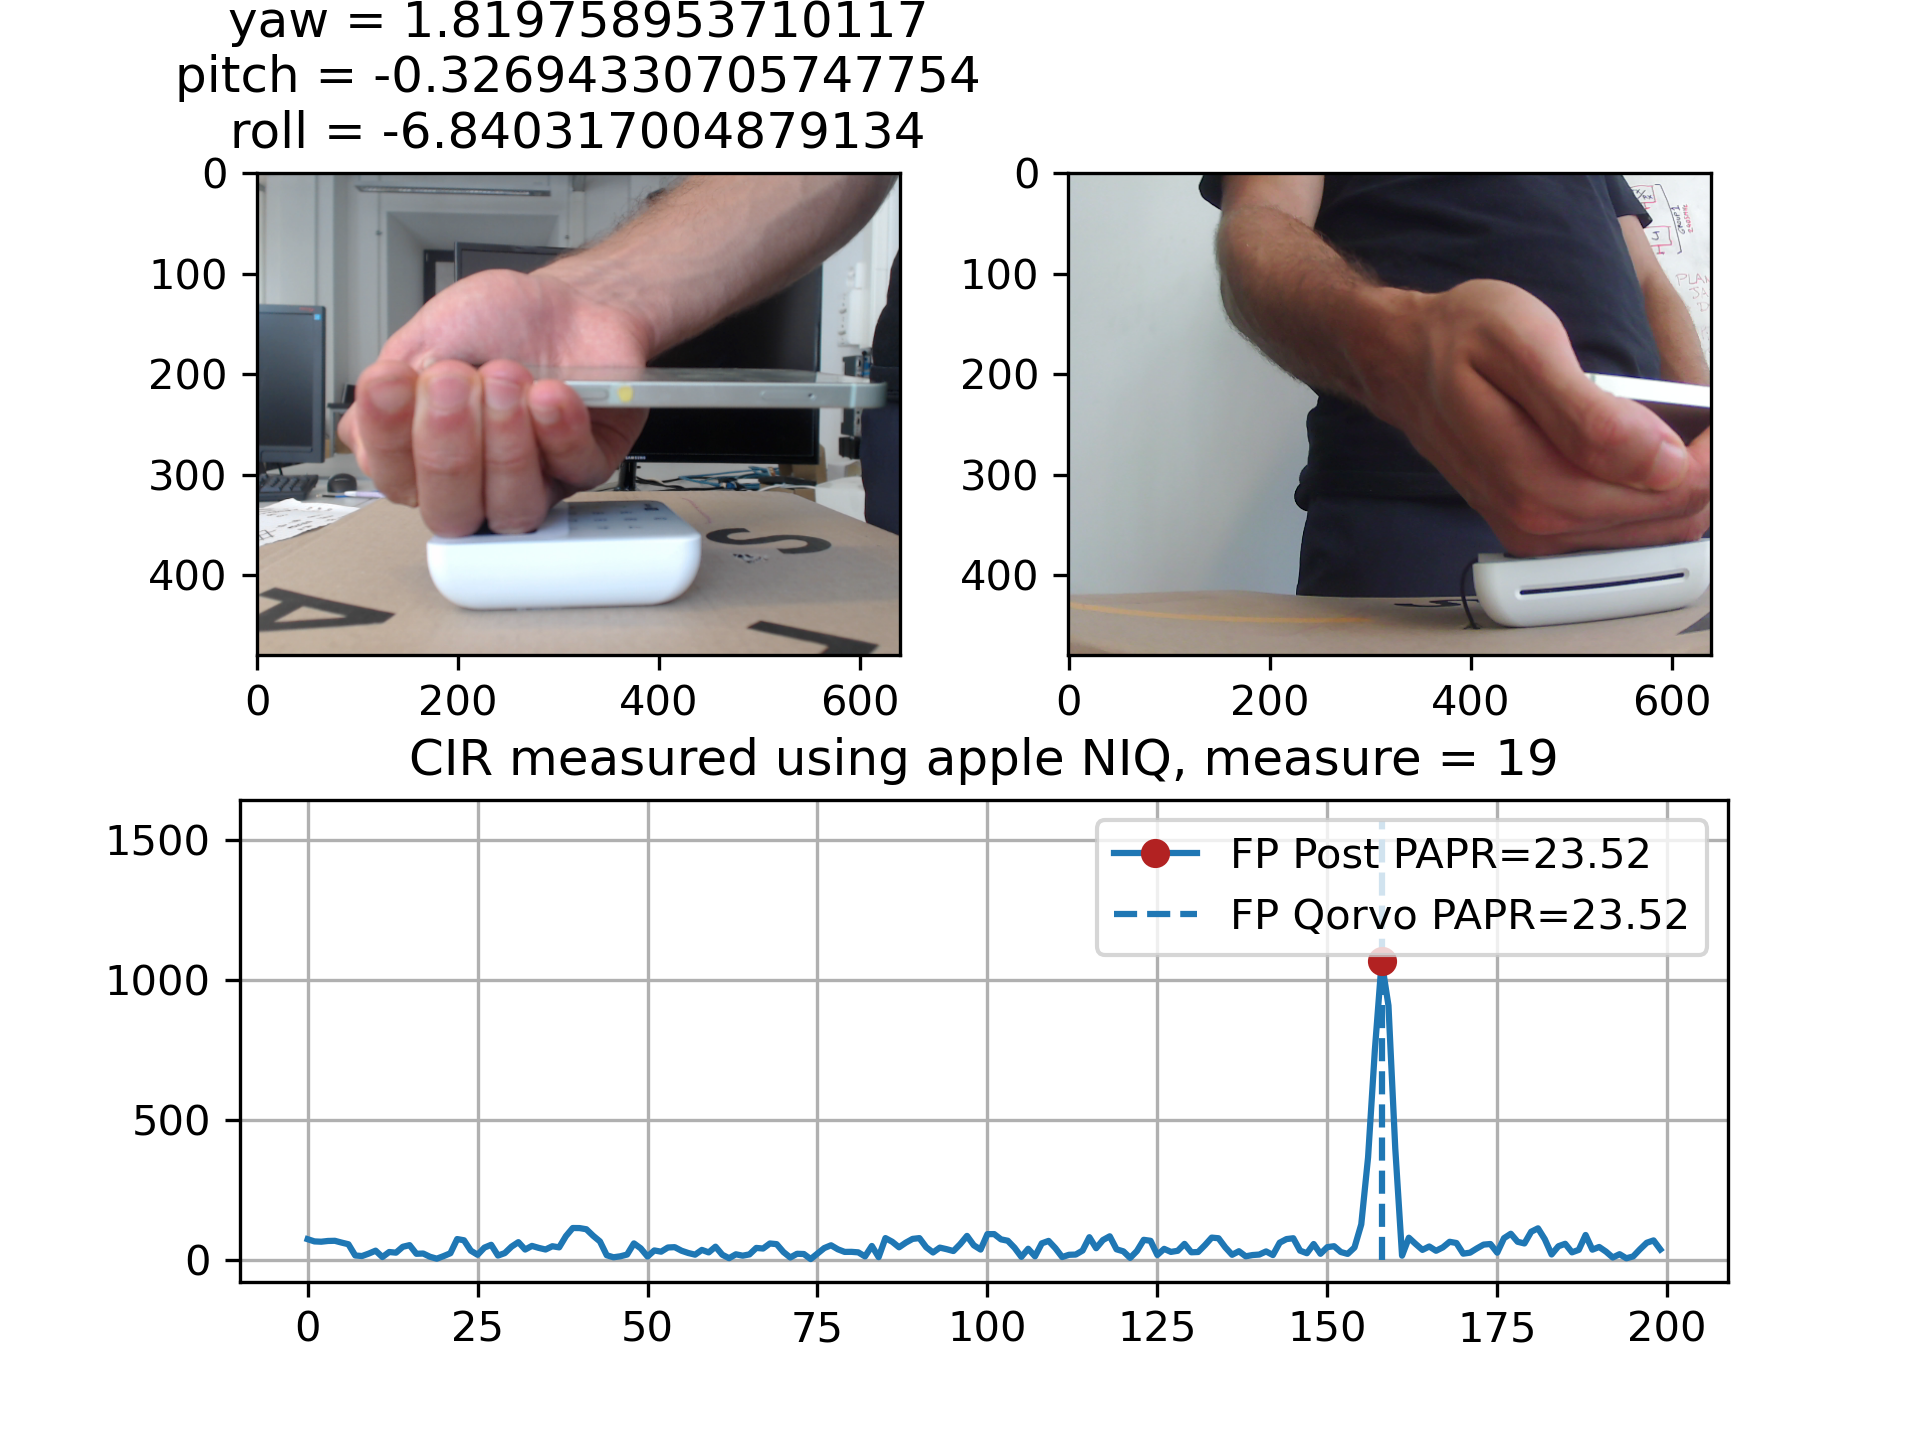 yaw = 1.819758953710117
pitch = -0.32694330705747754
roll = -6.840317004879134
0
100
200
300
400
0 200 400 600
0
100
200
300
400
0 200 400 600
A
S
SAMSUNG
CIR measured using apple NIQ, measure = 19
1500
1000
500
0
FP Post PAPR=23.52
FP Qorvo PAPR=23.52
0 25 50 75 100 125 150 175 200